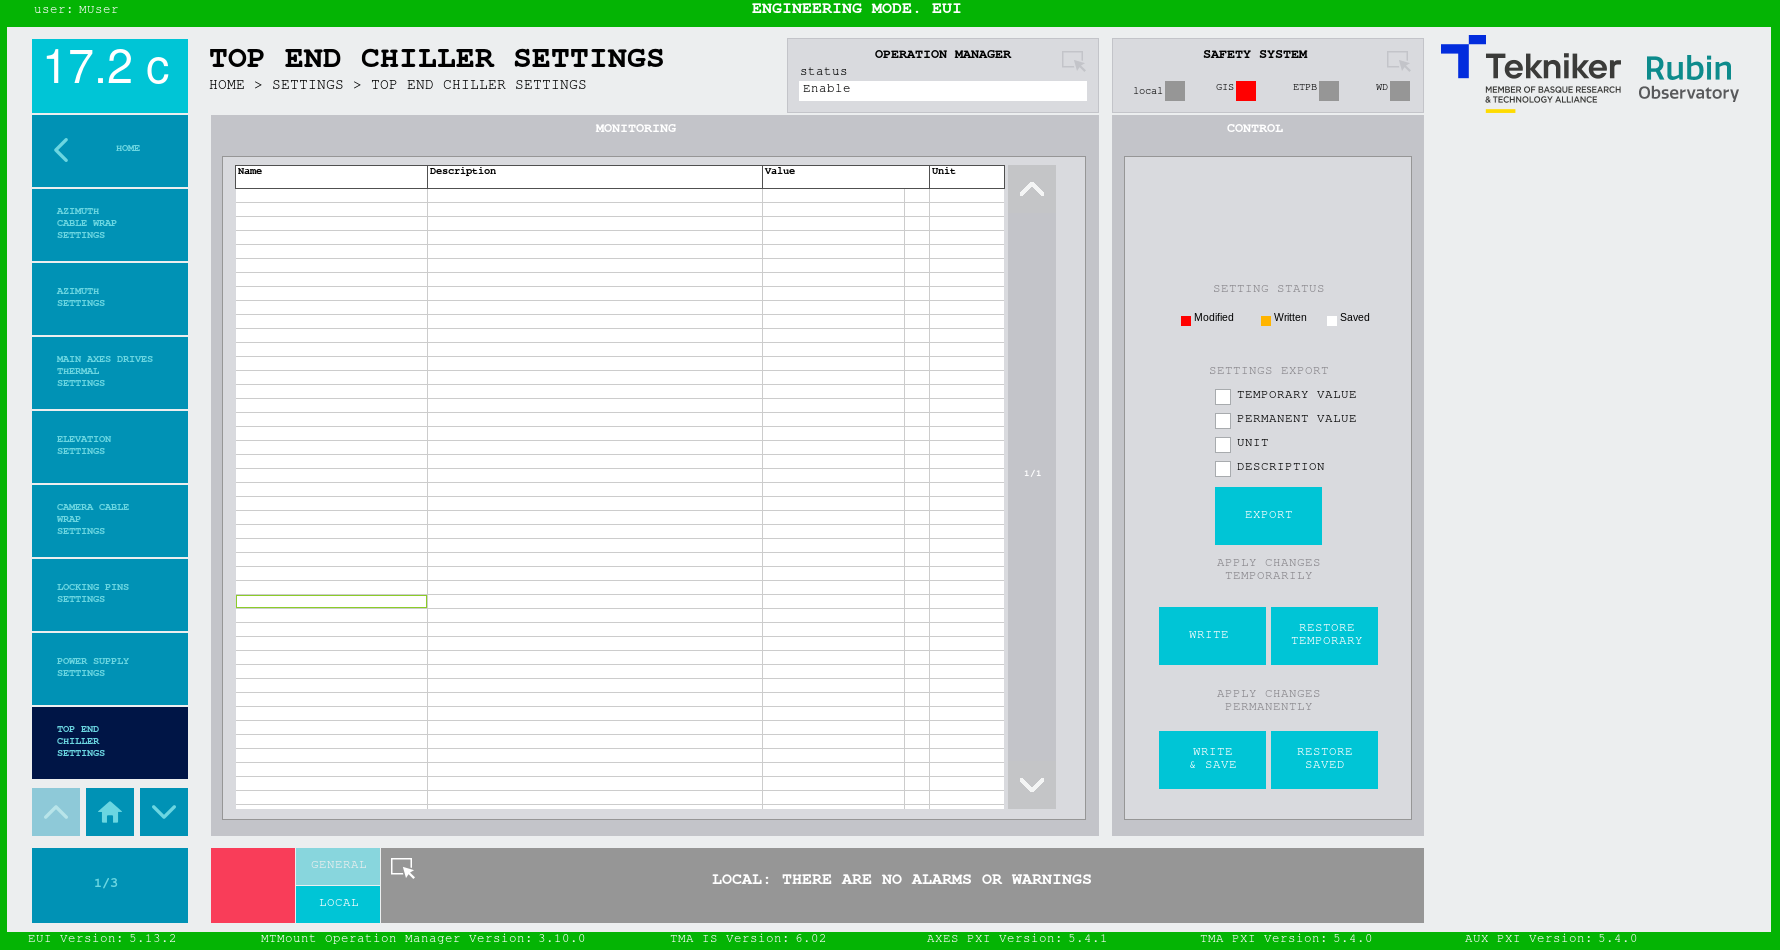 user: MUser
ENGINEERING MODE. EUI
17.2 c
TOP END CHILLER SETTINGS
HOME > SETTINGS > TOP END CHILLER SETTINGS
OPERATION MANAGER
status
Enable
SAFETY SYSTEM
local
GIS
ETPB
WD
Tekniker
MEMBER OF BASQUE RESEARCH
& TECHNOLOGY ALLIANCE
Rubin
Observatory
HOME
AZIMUTH
CABLE WRAP
SETTINGS
AZIMUTH
SETTINGS
MAIN AXES DRIVES
THERMAL
SETTINGS
ELEVATION
SETTINGS
CAMERA CABLE
WRAP
SETTINGS
LOCKING PINS
SETTINGS
POWER SUPPLY
SETTINGS
TOP END
CHILLER
SETTINGS
1/3
MONITORING
Name Description Value Unit
1/1
CONTROL
SETTING STATUS
Modified Written Saved
SETTINGS EXPORT
TEMPORARY VALUE
PERMANENT VALUE
UNIT
DESCRIPTION
EXPORT
APPLY CHANGES
TEMPORARILY
WRITE
RESTORE
TEMPORARY
APPLY CHANGES
PERMANENTLY
WRITE
& SAVE
RESTORE
SAVED
GENERAL
LOCAL
LOCAL: THERE ARE NO ALARMS OR WARNINGS
EUI Version: 5.13.2
MTMount Operation Manager Version: 3.10.0
TMA IS Version: 6.02
AXES PXI Version: 5.4.1
TMA PXI Version: 5.4.0
AUX PXI Version: 5.4.0